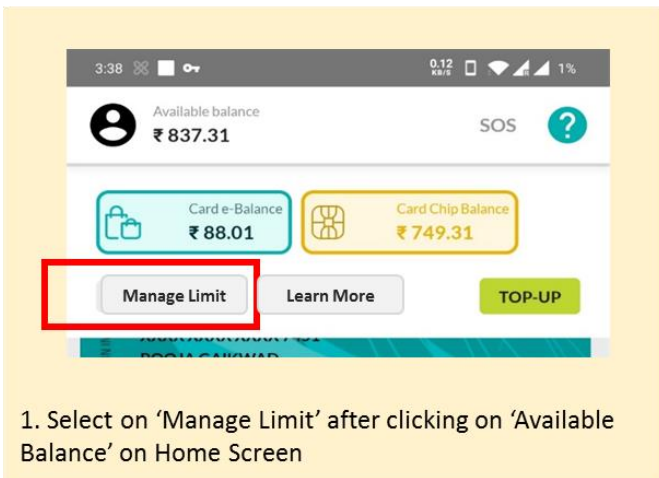 3:38 0.12 KB/S 1%
Available balance
₹ 837.31
SOS ?
Card e-Balance
₹ 88.01
Card Chip Balance
₹ 749.31
Manage Limit Learn More TOP-UP
1. Select on ‘Manage Limit’ after clicking on ‘Available
Balance’ on Home Screen